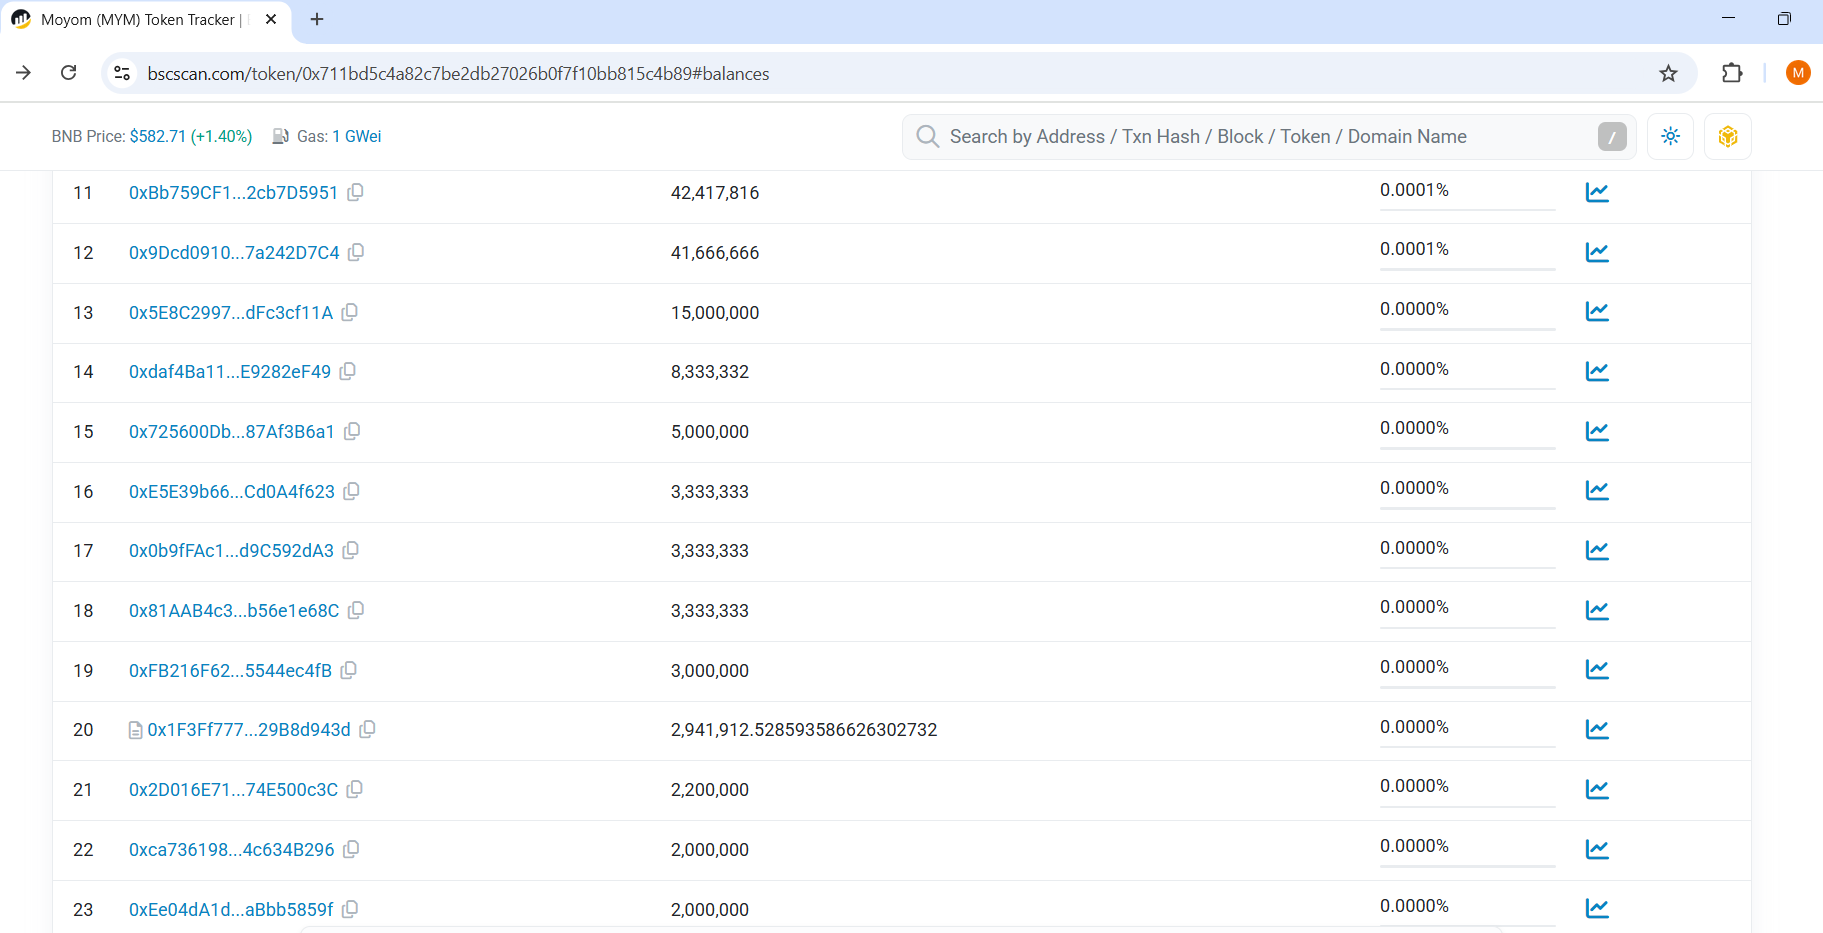 Moyom (MYM) Token Tracker |
bscscan.com/token/0x711bd5c4a82c7be2db27026b0f7f10bb815c4b89#balances
M
BNB Price: $582.71 (+1.40%) Gas: 1 GWei
Search by Address / Txn Hash / Block / Token / Domain Name /
11 0xBb759CF1...2cb7D5951 42,417,816 0.0001%
12 0x9Dcd0910...7a242D7C4 41,666,666 0.0001%
13 0x5E8C2997...dFc3cf11A 15,000,000 0.0000%
14 0xdaf4Ba11...E9282eF49 8,333,332 0.0000%
15 0x725600Db...87Af3B6a1 5,000,000 0.0000%
16 0xE5E39b66...Cd0A4f623 3,333,333 0.0000%
17 0x0b9fFAc1...d9C592dA3 3,333,333 0.0000%
18 0x81AAB4c3...b56e1e68C 3,333,333 0.0000%
19 0xFB216F62...5544ec4fB 3,000,000 0.0000%
20 0x1F3Ff777...29B8d943d 2,941,912.528593586626302732 0.0000%
21 0x2D016E71...74E500c3C 2,200,000 0.0000%
22 0xca736198...4c634B296 2,000,000 0.0000%
23 0xEe04dA1d...aBbb5859f 2,000,000 0.0000%